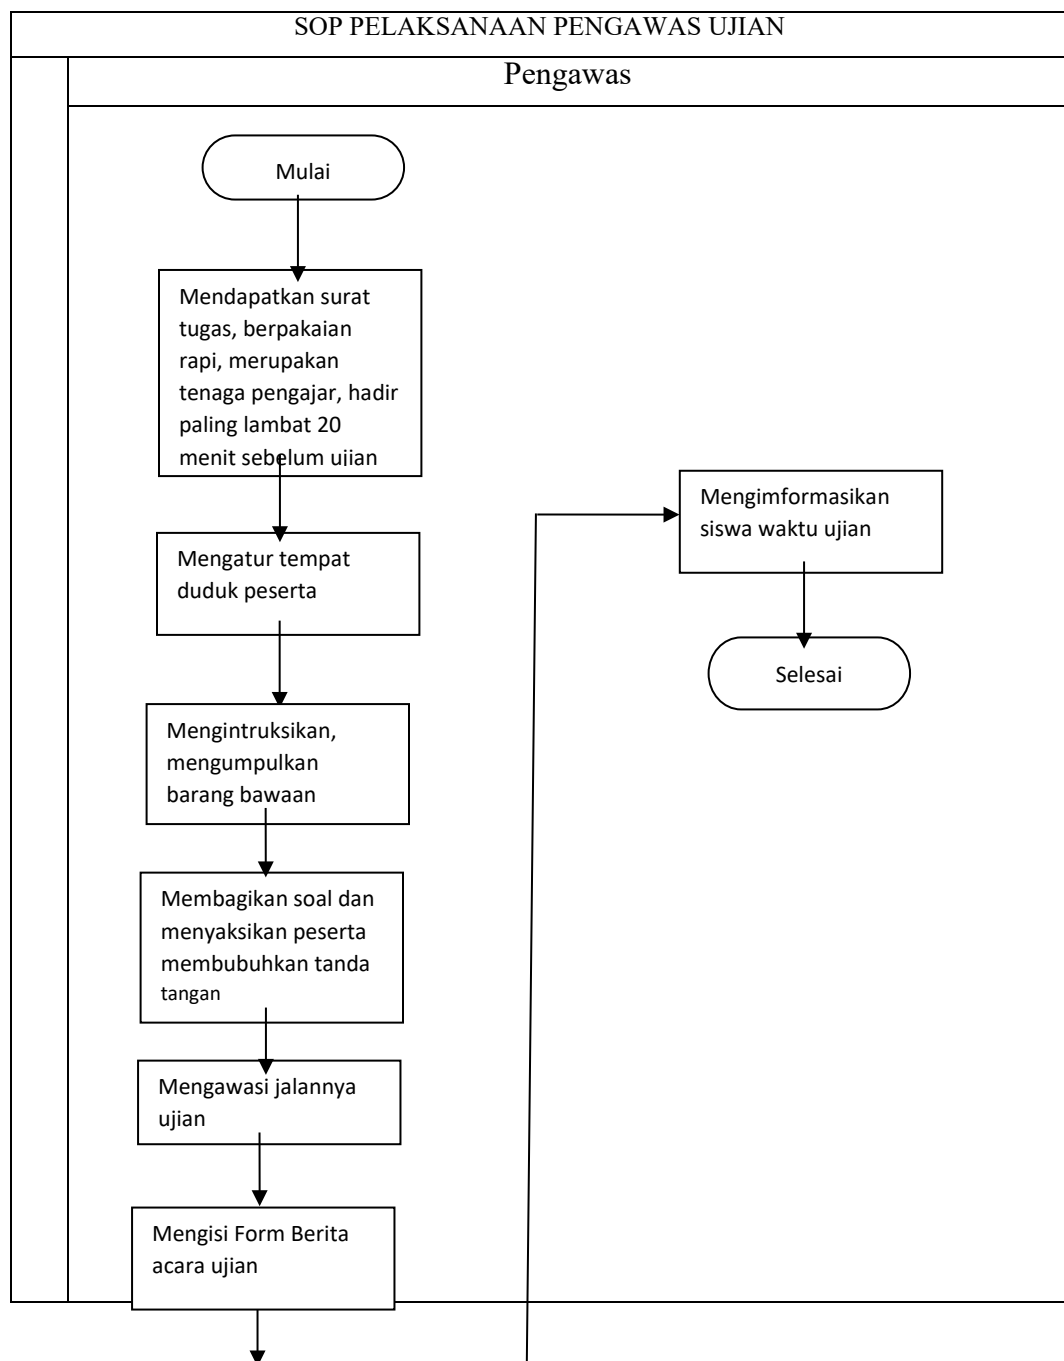 SOP PELAKSANAAN PENGAWAS UJIAN
Pengawas
Mulai
Mendapatkan surat
tugas, berpakaian
rapi, merupakan
tenaga pengajar, hadir
paling lambat 20
menit sebelum ujian
Mengatur tempat
duduk peserta
Mengintruksikan,
mengumpulkan
barang bawaan
Membagikan soal dan
menyaksikan peserta
membubuhkan tanda
tangan
Mengawasi jalannya
ujian
Mengisi Form Berita
acara ujian
Mengimformasikan
siswa waktu ujian
Selesai